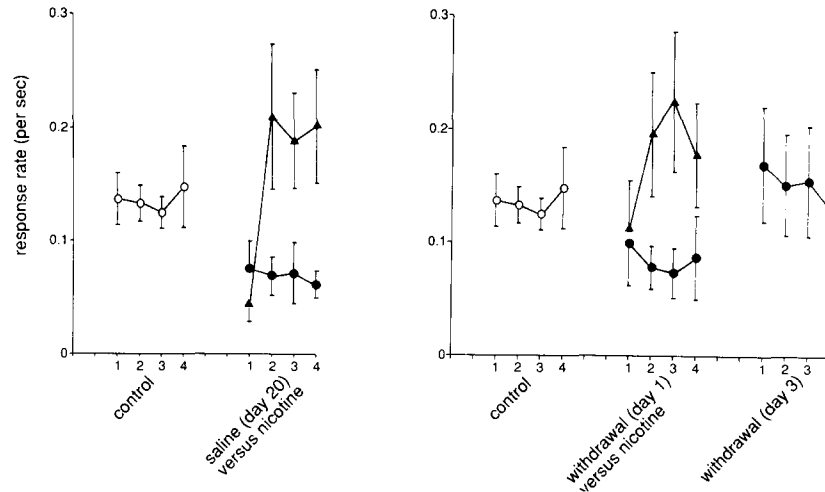 response rate (per sec)
0.3
0.2
0.1
0
1 2 3 4
control
1 2 3 4
saline (day 20)
versus nicotine
0.3
0.2
0.1
0
1 2 3 4
control
1 2 3 4
withdrawal (day 1)
versus nicotine
1 2 3
withdrawal (day 3)